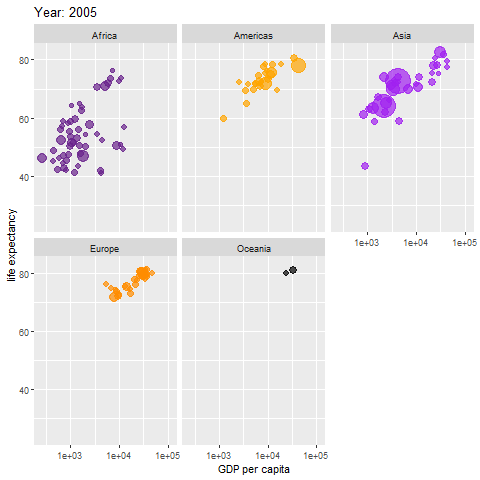 Year: 2005
Africa
Americas
Asia
80
60
40
1e+03 1e+04 1e+05
life expectancy
Europe
Oceania
80
60
40
1e+03 1e+04 1e+05
1e+03 1e+04 1e+05
GDP per capita